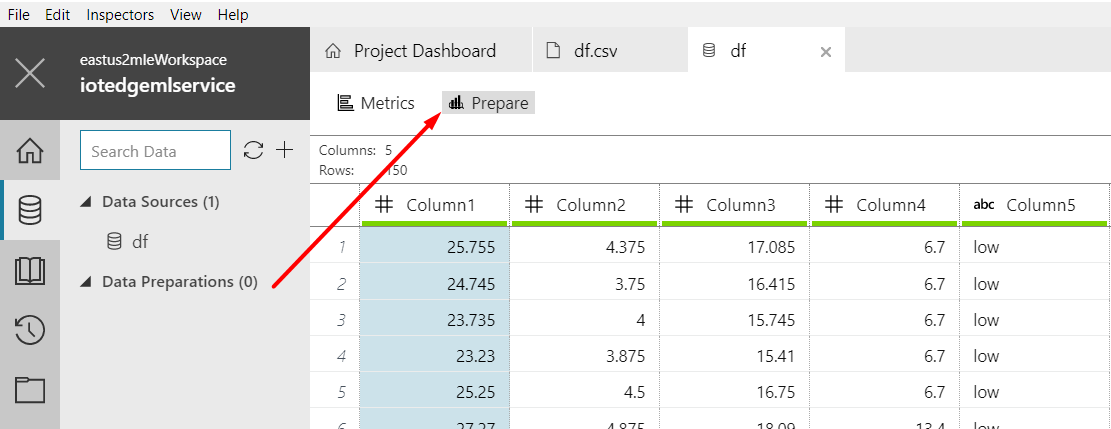 File Edit Inspectors View Help
eastus2mleWorkspace
iotedgemlservice
Project Dashboard df.csv df
Metrics Prepare
Search Data
Columns: 5
Rows: 150
Data Sources (1)
df
Data Preparations (0)
Column1 Column2 Column3 Column4 abc Column5
1 25.755 4.375 17.085 6.7 low
2 24.745 3.75 16.415 6.7 low
3 23.735 4 15.745 6.7 low
4 23.23 3.875 15.41 6.7 low
5 25.25 4.5 16.75 6.7 low
6 27.27 4.875 18.09 13.4 low